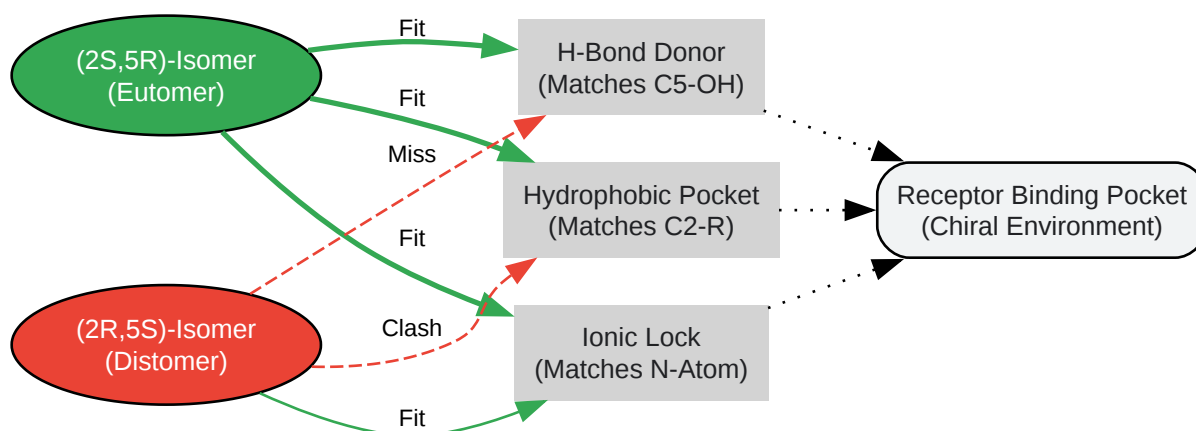 (2S,5R)-Isomer
(Eutomer)
Fit
Fit
Miss
Fit
H-Bond Donor
(Matches C5-OH)
Hydrophobic Pocket
(Matches C2-R)
Receptor Binding Pocket
(Chiral Environment)
(2R,5S)-Isomer
(Distomer)
Clash
Fit
Ionic Lock
(Matches N-Atom)